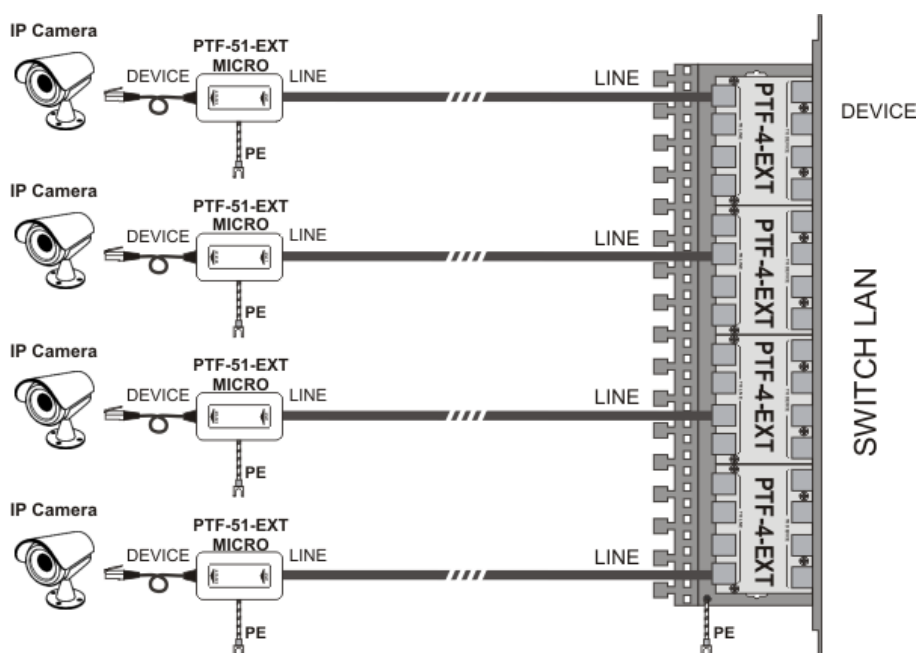 IP Camera
PTF-51-EXT
MICRO
DEVICE
LINE
PE
LINE
PTF-4-EXT
DEVICE
IP Camera
PTF-51-EXT
MICRO
DEVICE
LINE
PE
LINE
PTF-4-EXT
SWITCH LAN
IP Camera
PTF-51-EXT
MICRO
DEVICE
LINE
PE
LINE
PTF-4-EXT
IP Camera
PTF-51-EXT
MICRO
DEVICE
LINE
PE
LINE
PTF-4-EXT
PE